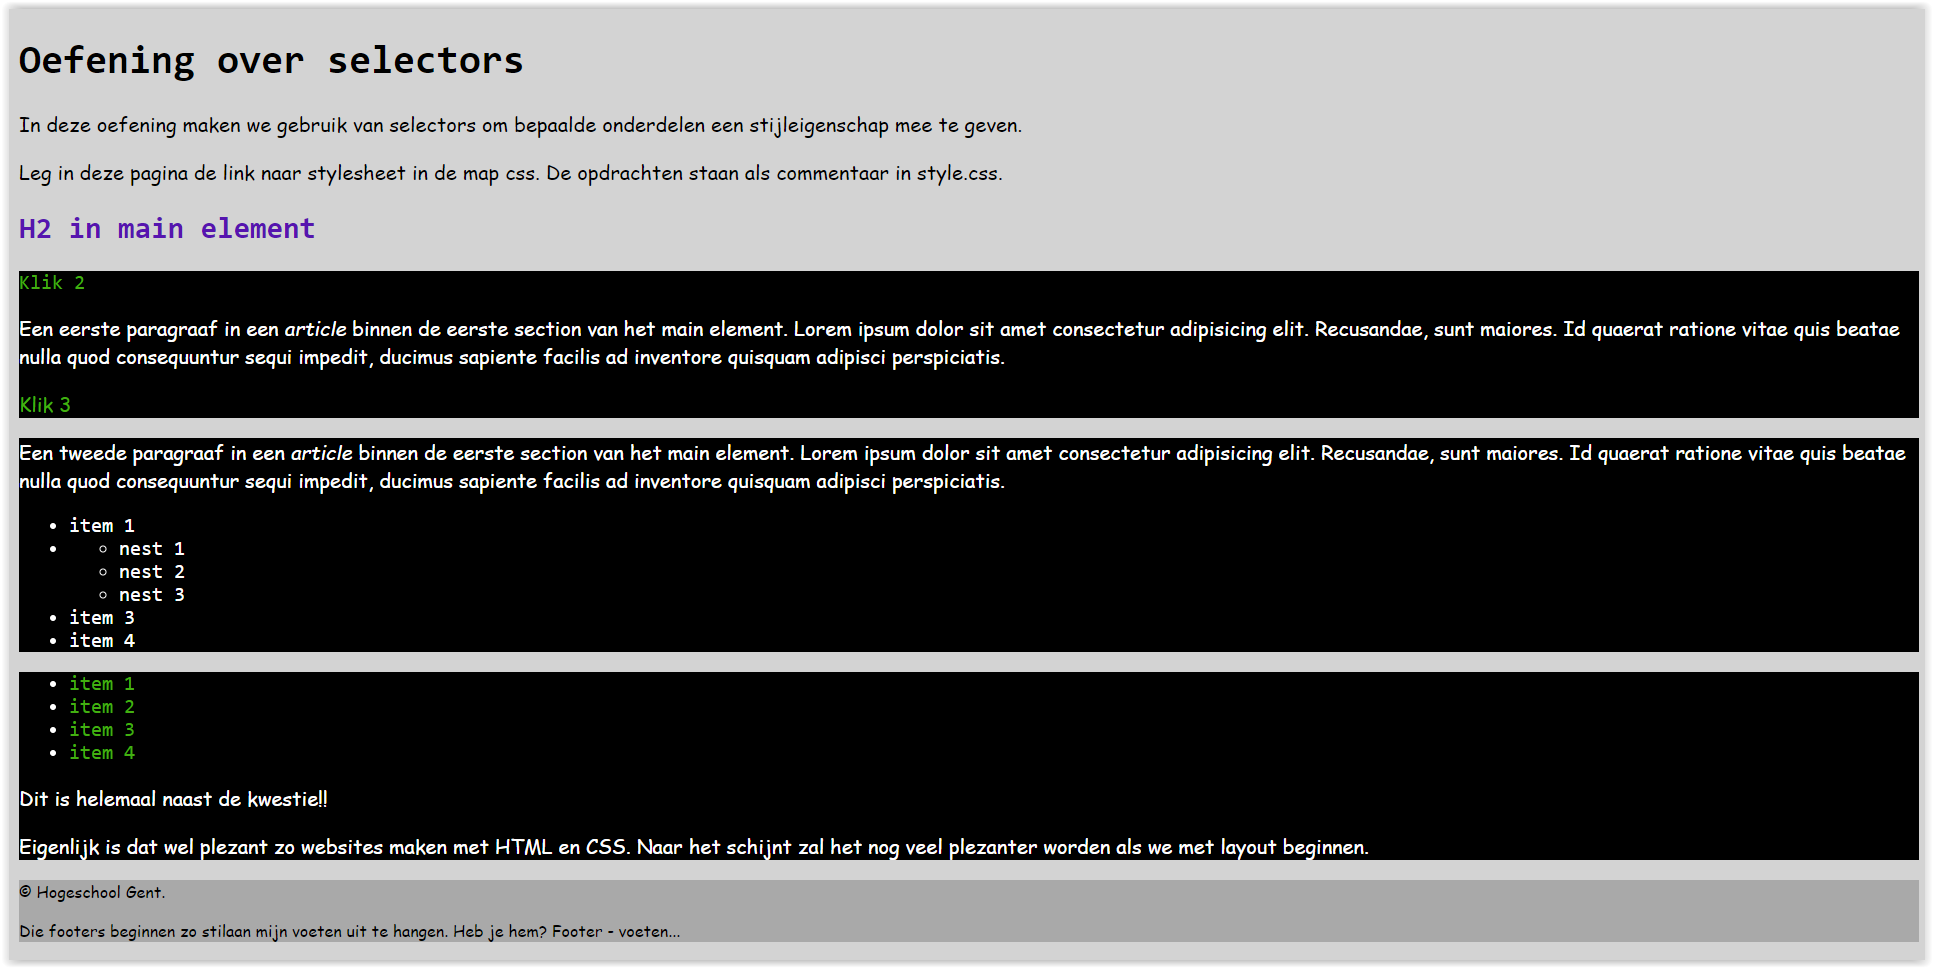 Oefening over selectors
In deze oefening maken we gebruik van selectors om bepaalde onderdelen een stijleigenschap mee te geven.
Leg in deze pagina de link naar stylesheet in de map css. De opdrachten staan als commentaar in style.css.
H2 in main element
Klik 2
Een eerste paragraaf in een article binnen de eerste section van het main element. Lorem ipsum dolor sit amet consectetur adipisicing elit. Recusandae, sunt maiores. Id quaerat ratione vitae quis beatae
nulla quod consequuntur sequi impedit, ducimus sapiente facilis ad inventore quisquam adipisci perspiciatis.
Klik 3
Een tweede paragraaf in een article binnen de eerste section van het main element. Lorem ipsum dolor sit amet consectetur adipisicing elit. Recusandae, sunt maiores. Id quaerat ratione vitae quis beatae
nulla quod consequuntur sequi impedit, ducimus sapiente facilis ad inventore quisquam adipisci perspiciatis.
item 1
nest 1
nest 2
nest 3
item 3
item 4
item 1
item 2
item 3
item 4
Dit is helemaal naast de kwestie!!
Eigenlijk is dat wel plezant zo websites maken met HTML en CSS. Naar het schijnt zal het nog veel plezanter worden als we met layout beginnen.
© Hogeschool Gent.
Die footers beginnen zo stilaan mijn voeten uit te hangen. Heb je hem? Footer - voeten...